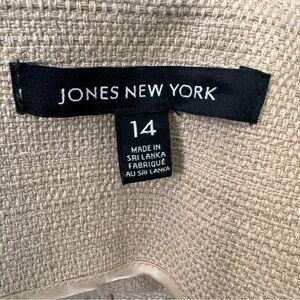 JONES NEW YORK
14
MADE IN
SRI LANKA
FABRIQUÉ
AU SRI LANKA